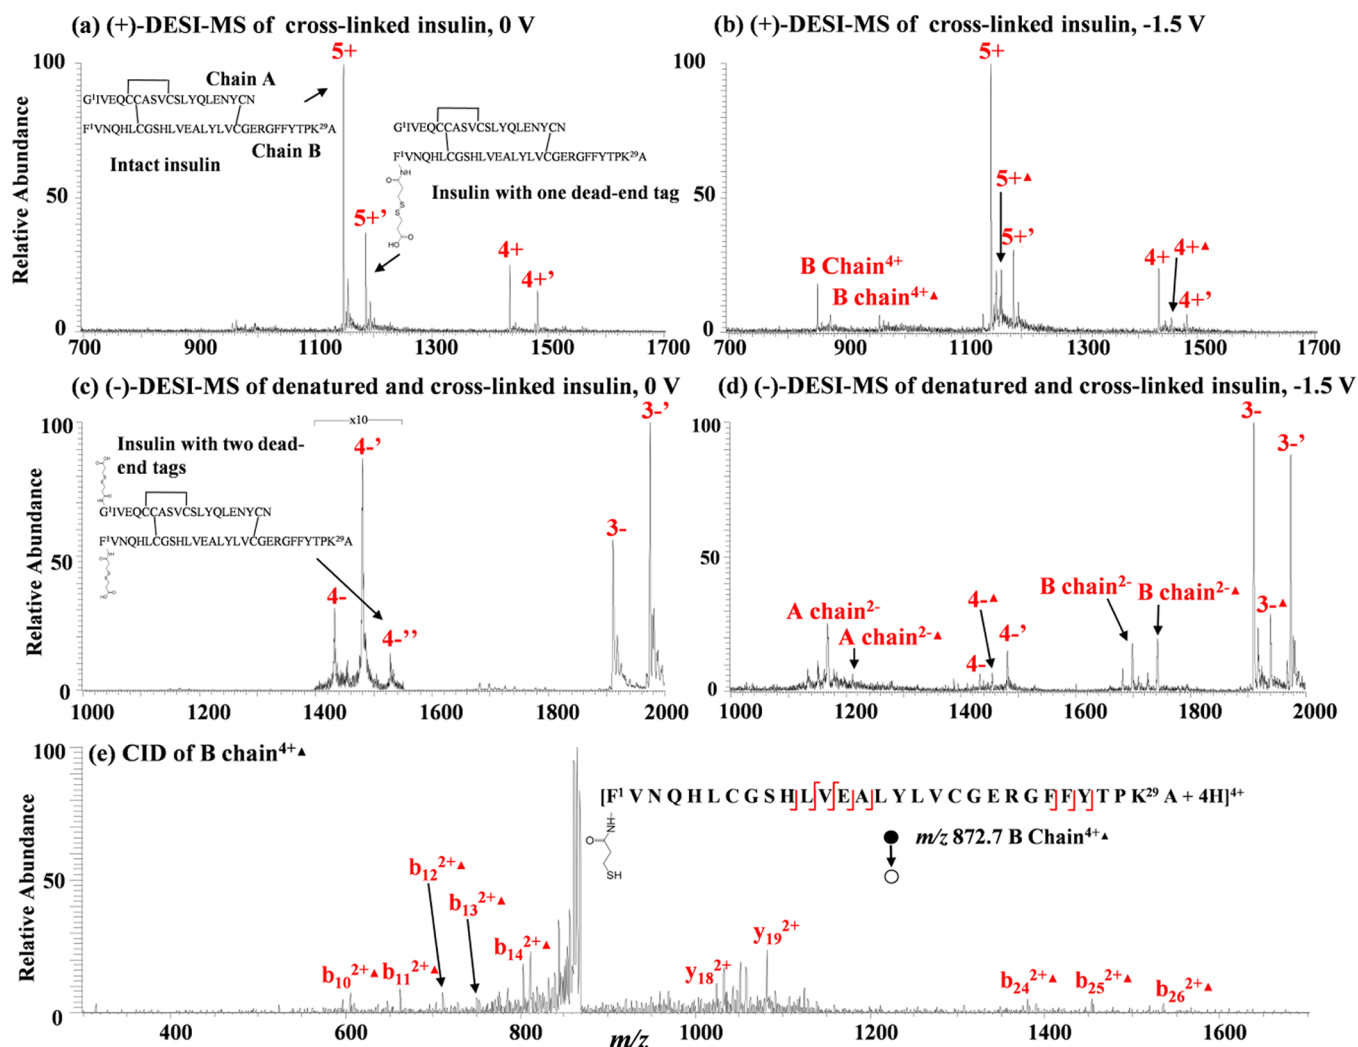 (a) (+)-DESI-MS of cross-linked insulin, 0 V
5+
100
Chain A
G¹IVEQCCASVCSLYQLENYCN
F¹VNQHLCGSHLVEALYLVCGERGFFYTPK²⁹A
Chain B
Intact insulin
G¹IVEQCCASVCSLYQLENYCN
F¹VNQHLCGSHLVEALYLVCGERGFFYTPK²⁹A
NH
O
S
S
O
HO
Insulin with one dead-end tag
50
5+’
4+
4+’
0
Relative Abundance
700 900 1100 1300 1500 1700
(b) (+)-DESI-MS of cross-linked insulin, -1.5 V
5+
100
5+▲
50
5+’
B Chain⁴⁺
B chain⁴⁺▲
4+
4+▲
4+’
0
Relative Abundance
700 900 1100 1300 1500 1700
(c) (-)-DESI-MS of denatured and cross-linked insulin, 0 V
3-’
100
x10
Insulin with two dead-
end tags
4-’
G¹IVEQCCASVCSLYQLENYCN
F¹VNQHLCGSHLVEALYLVCGERGFFYTPK²⁹A
3-
50
4-
4-’’
0
Relative Abundance
1000 1200 1400 1600 1800 2000
(d) (-)-DESI-MS of denatured and cross-linked insulin, -1.5 V
3-
100
3-’
50
A chain²⁻
A chain²⁻▲
4-▲
4-’
4-
B chain²⁻
B chain²⁻▲
3-▲
0
Relative Abundance
1000 1200 1400 1600 1800 2000
100
(e) CID of B chain⁴⁺▲
[F¹ V N Q H L C G S H L V E A L Y L V C G E R G F F Y T P K²⁹ A + 4H]⁴⁺
HN
O
SH
m/z 872.7 B Chain⁴⁺▲
50
b₁₂²⁺▲
b₁₃²⁺▲
b₁₄²⁺▲
b₁₀²⁺▲
b₁₁²⁺▲
y₁₈²⁺
y₁₉²⁺
b₂₄²⁺▲
b₂₅²⁺▲
b₂₆²⁺▲
0
Relative Abundance
400 600 800 1000 1200 1400 1600
m/z